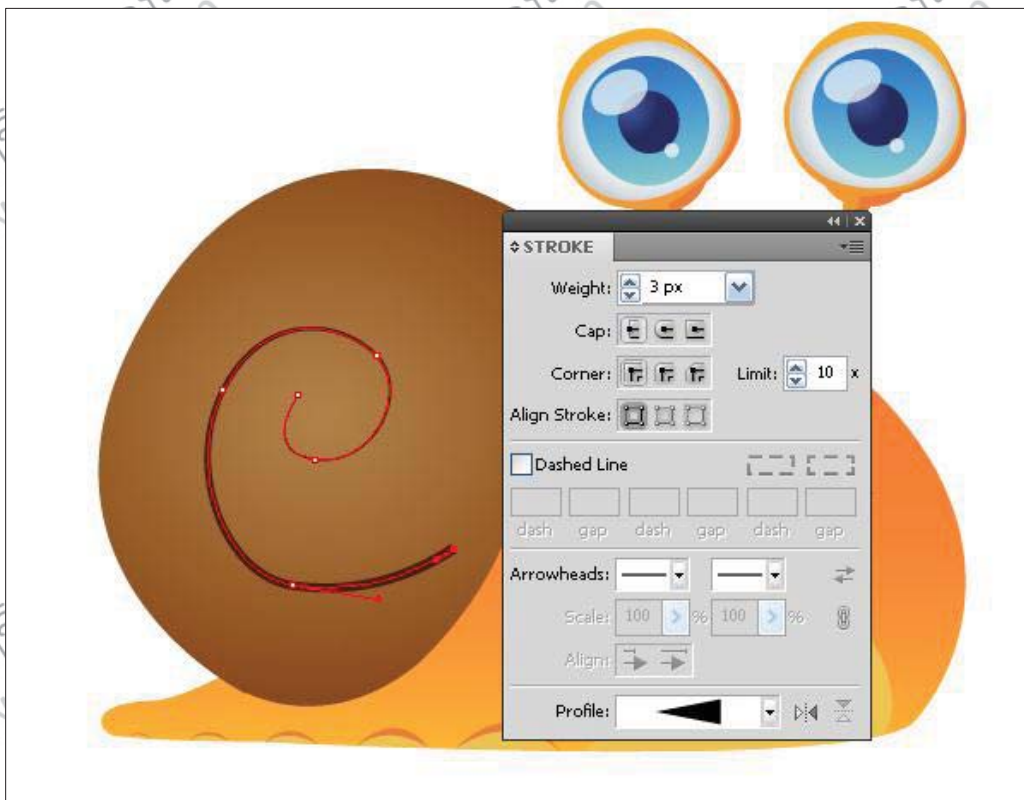 STROKE
Weight: 3 px
Cap:
Corner: Limit: 10 x
Align Stroke:
Dashed Line
dash gap dash gap dash gap
Arrowheads:
Scale: 100 % 100 %
Align:
Profile: